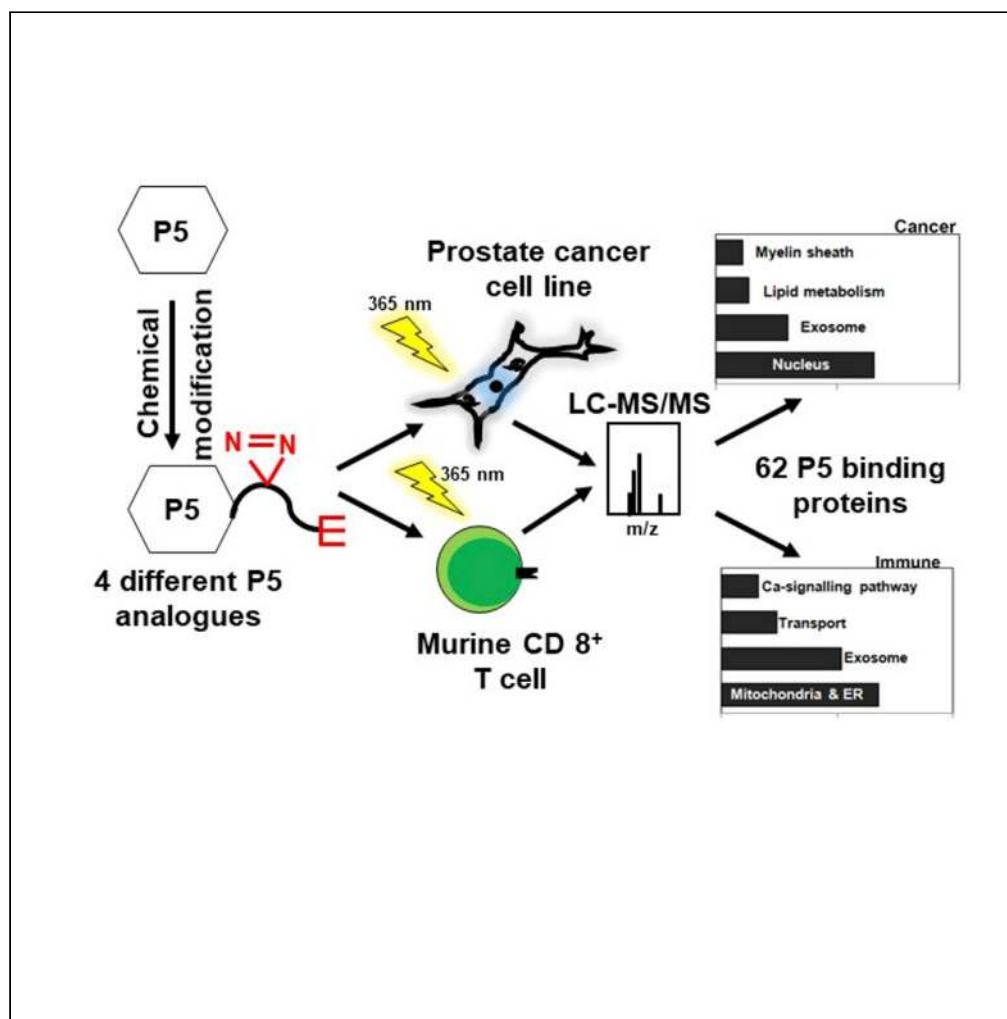 P5
Chemical
modification
N=N
P5
4 different P5
analogues
Prostate cancer
cell line
365 nm
365 nm
Murine CD 8⁺
T cell
LC-MS/MS
m/z
62 P5 binding
proteins
Cancer
Myelin sheath
Lipid metabolism
Exosome
Nucleus
Immune
Ca-signalling pathway
Transport
Exosome
Mitochondria & ER